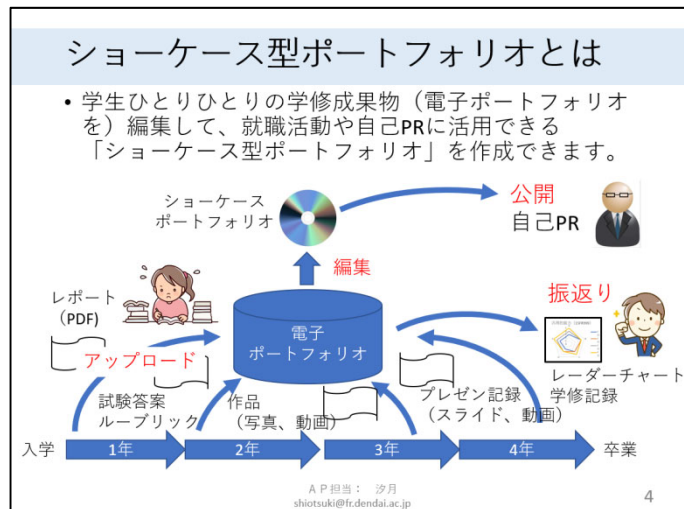 ショーケース型ポートフォリオとは
• 学生ひとりひとりの学修成果物（電子ポートフォリオ
を）編集して、就職活動や自己PRに活用できる
「ショーケース型ポートフォリオ」を作成できます。
ショーケース
ポートフォリオ
公開
自己PR
編集
レポート
（PDF)
アップロード
電子
ポートフォリオ
振返り
レーダーチャート
学修記録
試験答案
ルーブリック
作品
（写真、動画）
プレゼン記録
（スライド、動画）
入学
1年
2年
3年
4年
卒業
ＡＰ担当： 汐月
shiotsuki@fr.dendai.ac.jp
4